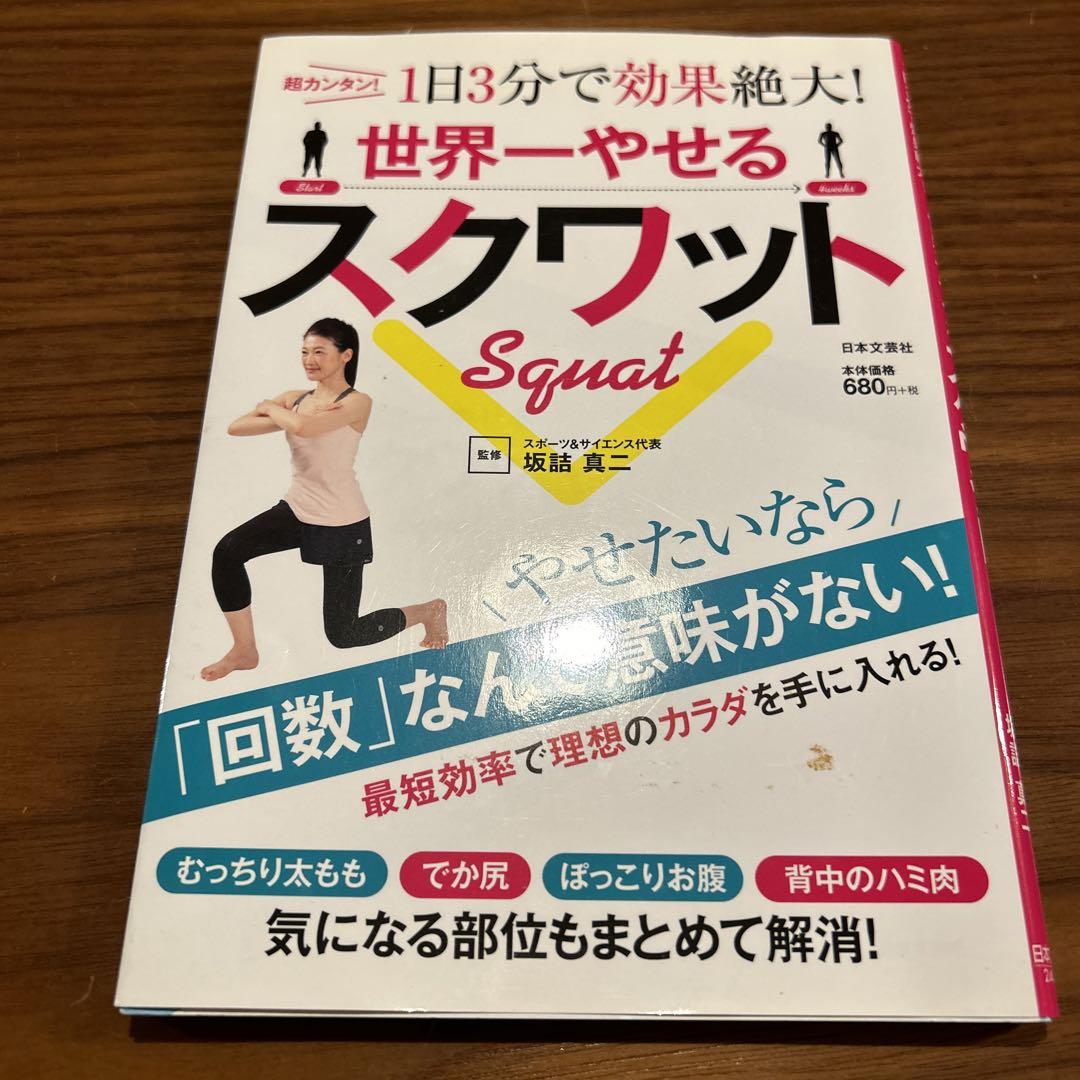 超カンタン!
1日3分で効果絶大!
世界一やせる
Start
4weeks
スクワット
Squat
日本文芸社
本体価格
680円+税
監修
スポーツ&サイエンス代表
坂詰 真二
やせたいなら
「回数」なんて意味がない!
最短効率で理想のカラダを手に入れる!
むっちり太もも
でか尻
ぽっこりお腹
背中のハミ肉
気になる部位もまとめて解消!